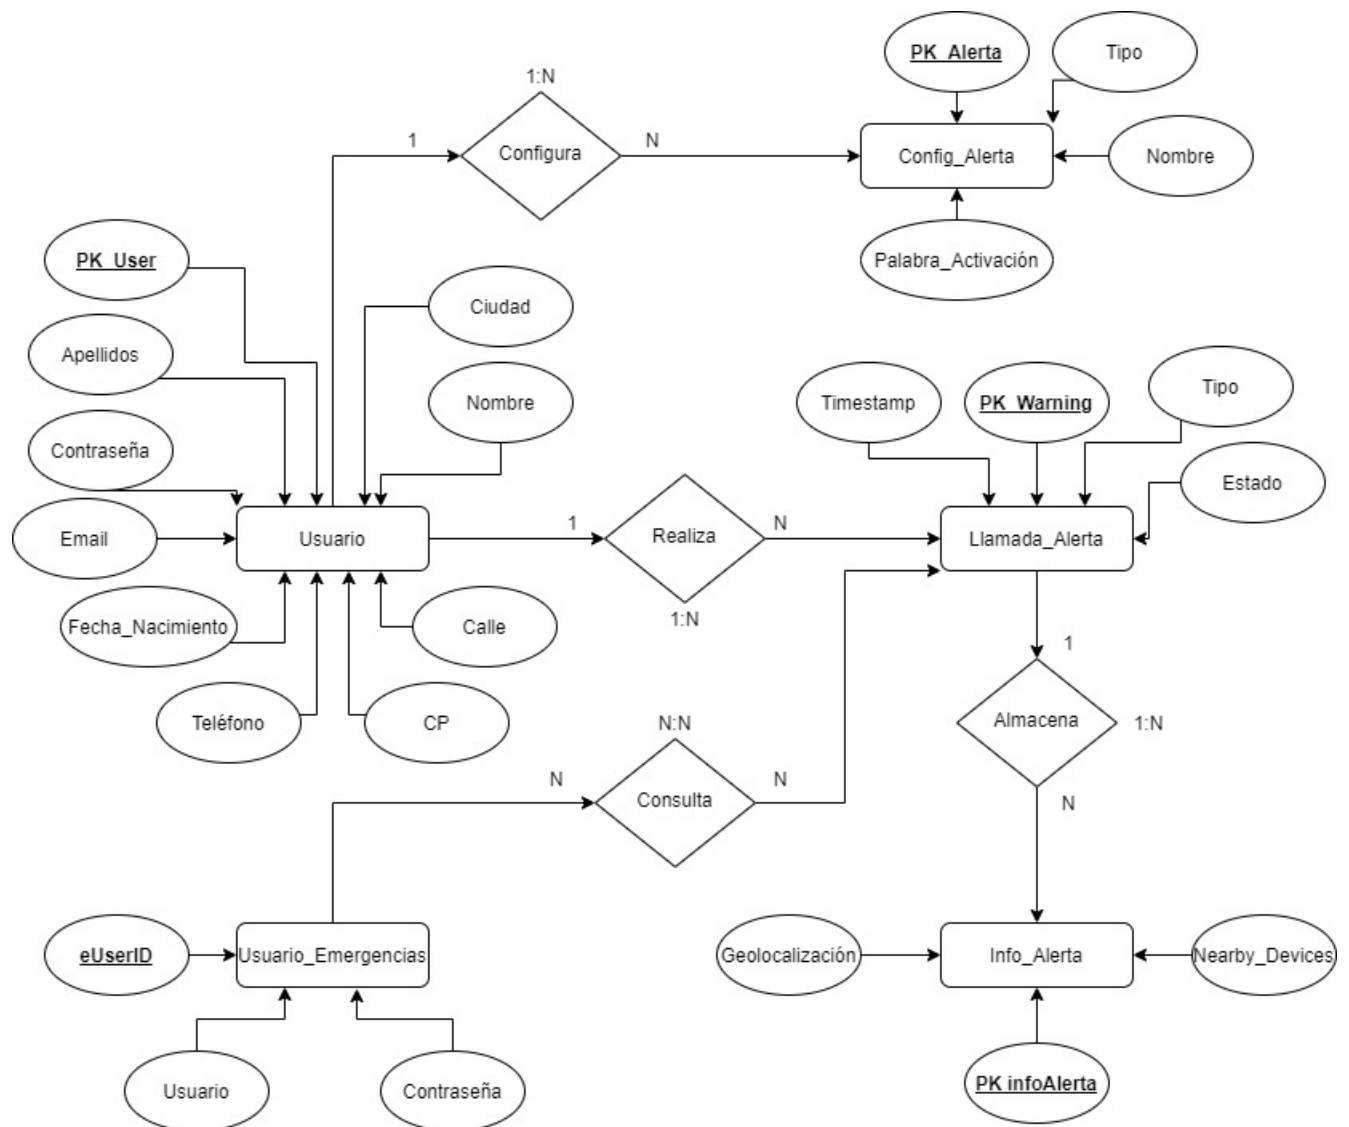 PK_Alerta
Tipo
1:N
1
Configura
N
Config_Alerta
Nombre
Palabra_Activación
PK_User
Ciudad
Apellidos
Nombre
Contraseña
Timestamp
PK_Warning
Tipo
Estado
Email
Usuario
1
Realiza
N
Llamada_Alerta
1:N
Fecha_Nacimiento
Calle
Teléfono
CP
1
Almacena
1:N
N
N:N
N
Consulta
N
eUserID
Usuario_Emergencias
Geolocalización
Info_Alerta
Nearby_Devices
Usuario
Contraseña
PK infoAlerta